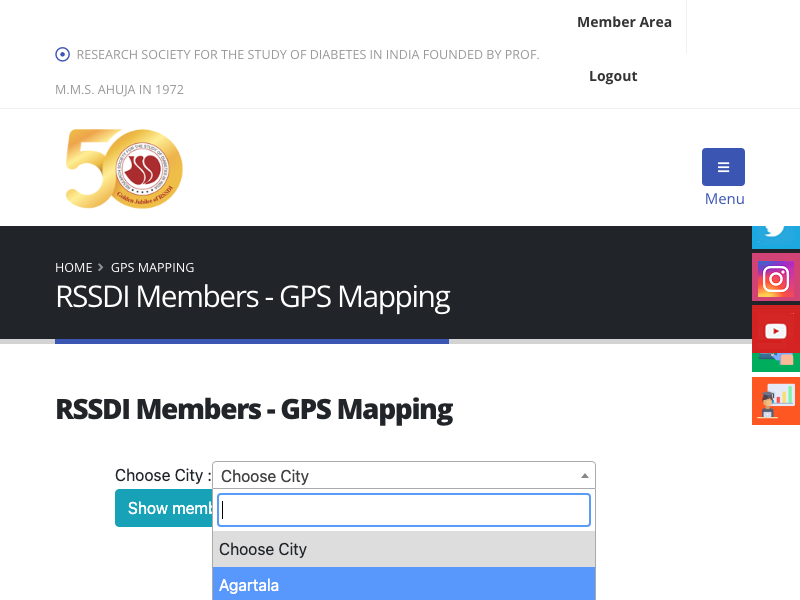 Member Area
RESEARCH SOCIETY FOR THE STUDY OF DIABETES IN INDIA FOUNDED BY PROF.
M.M.S. AHUJA IN 1972
Logout
50
Golden Jubilee of RSSDI
Menu
HOME GPS MAPPING
RSSDI Members - GPS Mapping
RSSDI Members - GPS Mapping
Choose City : Choose City
Show memb
Choose City
Agartala